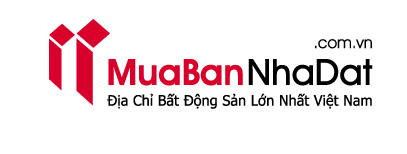 .com.vn
MuaBanNhaDat
Địa Chỉ Bất Động Sản Lớn Nhất Việt Nam